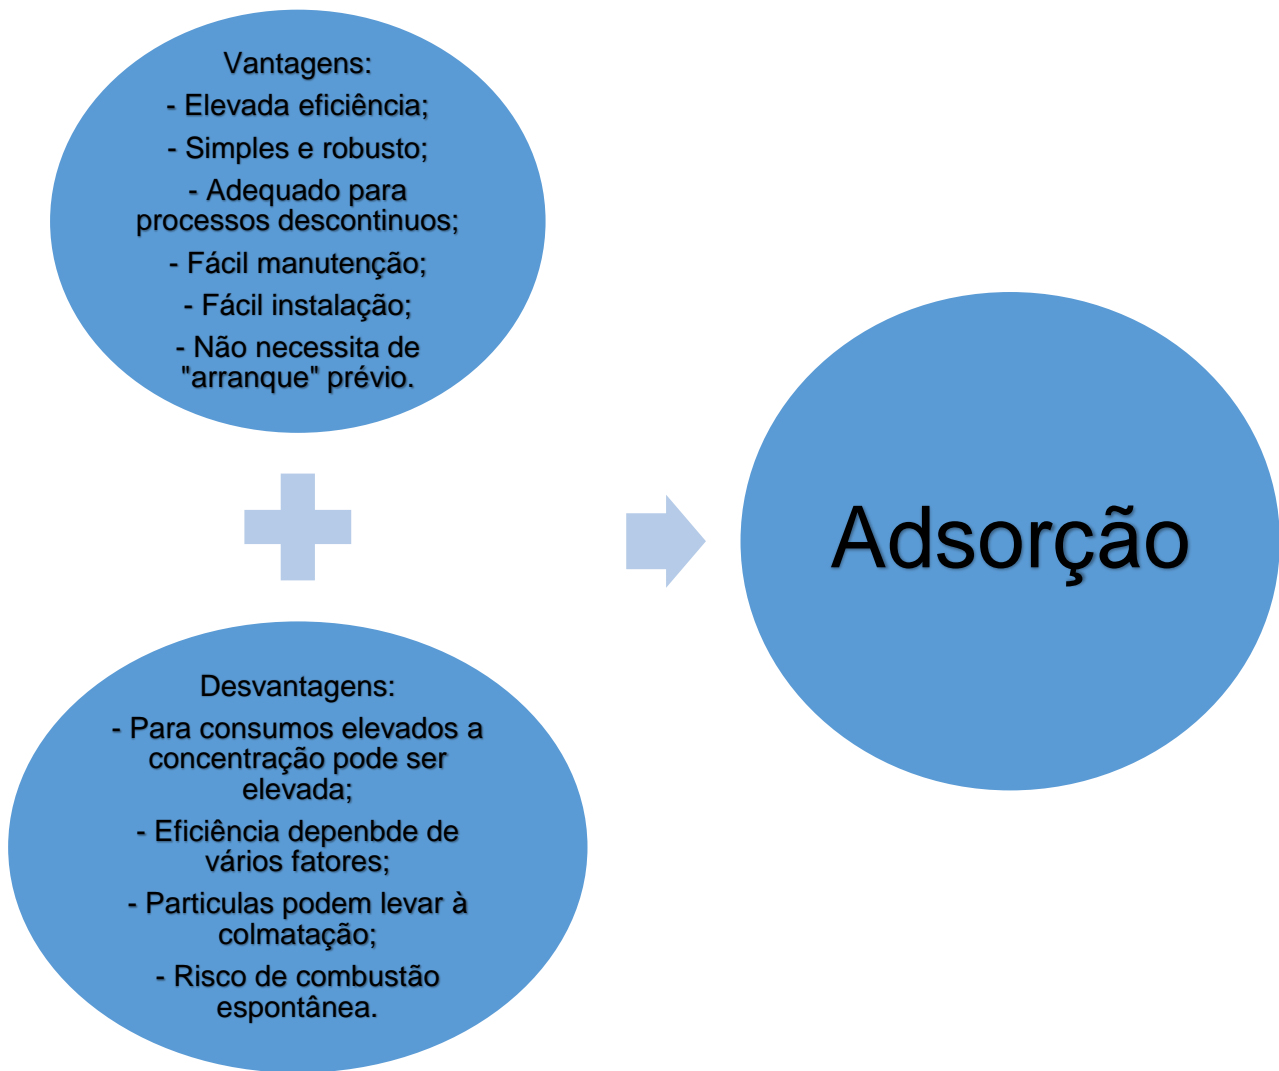 Vantagens:
- Elevada eficiência;
- Simples e robusto;
- Adequado para
processos descontinuos;
- Fácil manutenção;
- Fácil instalação;
- Não necessita de
"arranque" prévio.
Desvantagens:
- Para consumos elevados a
concentração pode ser
elevada;
- Eficiência depenbde de
vários fatores;
- Particulas podem levar à
colmatação;
- Risco de combustão
espontânea.
Adsorção